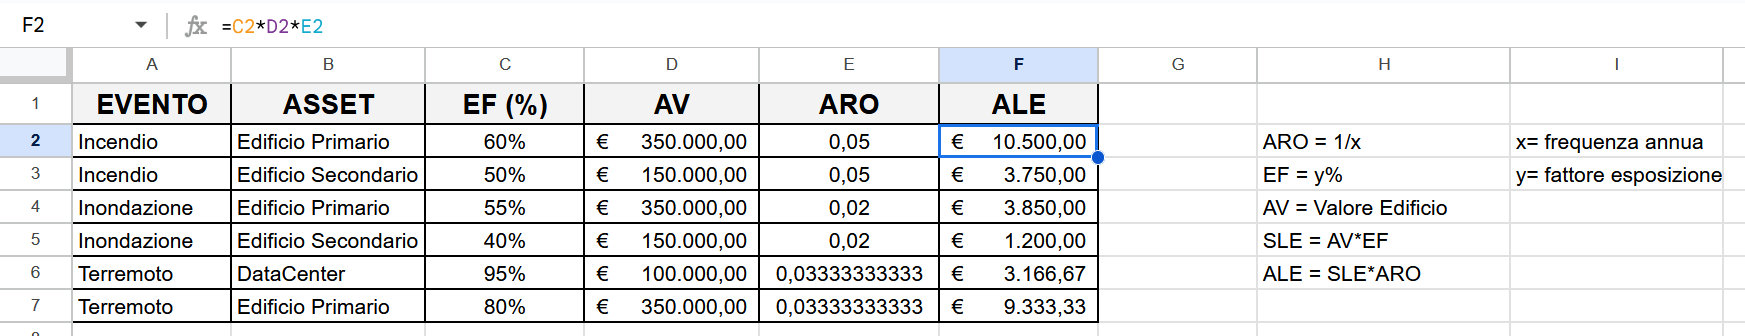 F2 fx =C2*D2*E2
A B C D E F G H I
1 EVENTO ASSET EF (%) AV ARO ALE
2 Incendio Edificio Primario 60% € 350.000,00 0,05 € 10.500,00 ARO = 1/x x= frequenza annua
3 Incendio Edificio Secondario 50% € 150.000,00 0,05 € 3.750,00 EF = y% y= fattore esposizione
4 Inondazione Edificio Primario 55% € 350.000,00 0,02 € 3.850,00 AV = Valore Edificio
5 Inondazione Edificio Secondario 40% € 150.000,00 0,02 € 1.200,00 SLE = AV*EF
6 Terremoto DataCenter 95% € 100.000,00 0,03333333333 € 3.166,67 ALE = SLE*ARO
7 Terremoto Edificio Primario 80% € 350.000,00 0,03333333333 € 9.333,33